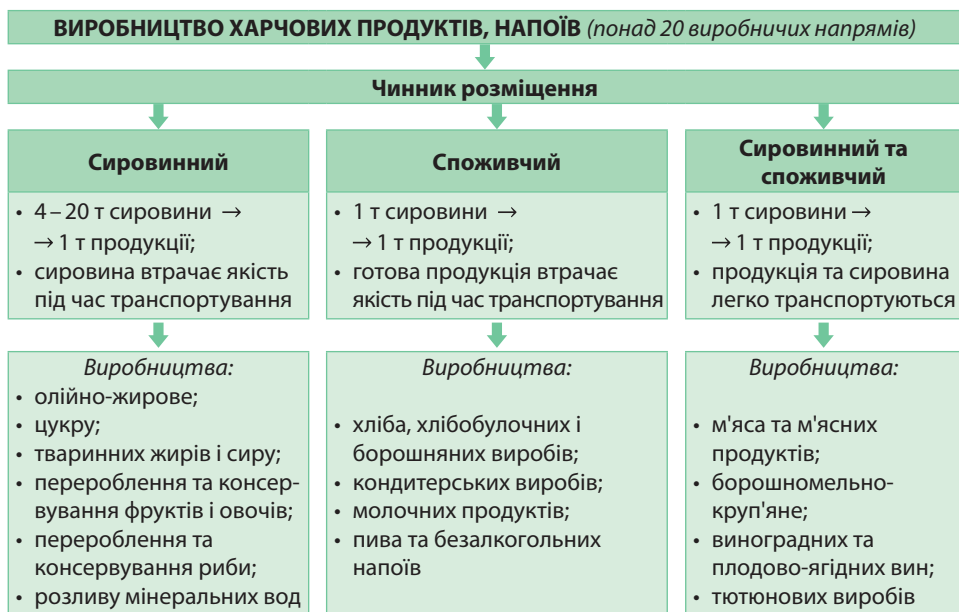 ВИРОБНИЦТВО ХАРЧОВИХ ПРОДУКТІВ, НАПОЇВ (понад 20 виробничих напрямів)
Чинник розміщення
Сировинний
• 4 – 20 т сировини →
→ 1 т продукції;
• сировина втрачає якість
під час транспортування
Виробництва:
• олійно-жирове;
• цукру;
• тваринних жирів і сиру;
• перероблення та консер-
вування фруктів і овочів;
• перероблення та
консервування риби;
• розливу мінеральних вод
Споживчий
• 1 т сировини →
→ 1 т продукції;
• готова продукція втрачає
якість під час транспортування
Виробництва:
• хліба, хлібобулочних і
борошняних виробів;
• кондитерських виробів;
• молочних продуктів;
• пива та безалкогольних
напоїв
Сировинний та
споживчий
• 1 т сировини →
→ 1 т продукції;
• продукція та сировина
легко транспортуються
Виробництва:
• м'яса та м'ясних
продуктів;
• борошномельно-
круп'яне;
• виноградних та
плодово-ягідних вин;
• тютюнових виробів